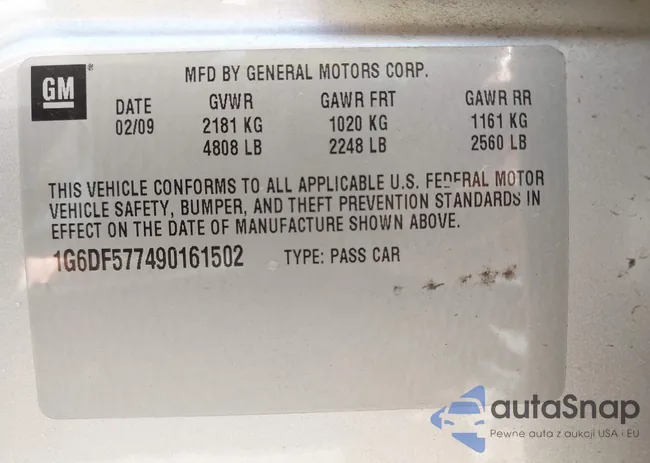 GM
MFD BY GENERAL MOTORS CORP.
DATE GVWR GAWR FRT GAWR RR
02/09 2181 KG 1020 KG 1161 KG
4808 LB 2248 LB 2560 LB
THIS VEHICLE CONFORMS TO ALL APPLICABLE U.S. FEDERAL MOTOR
VEHICLE SAFETY, BUMPER, AND THEFT PREVENTION STANDARDS IN
EFFECT ON THE DATE OF MANUFACTURE SHOWN ABOVE.
1G6DF577490161502 TYPE: PASS CAR
autaSnap
Pewne auta z aukcji USA i EU